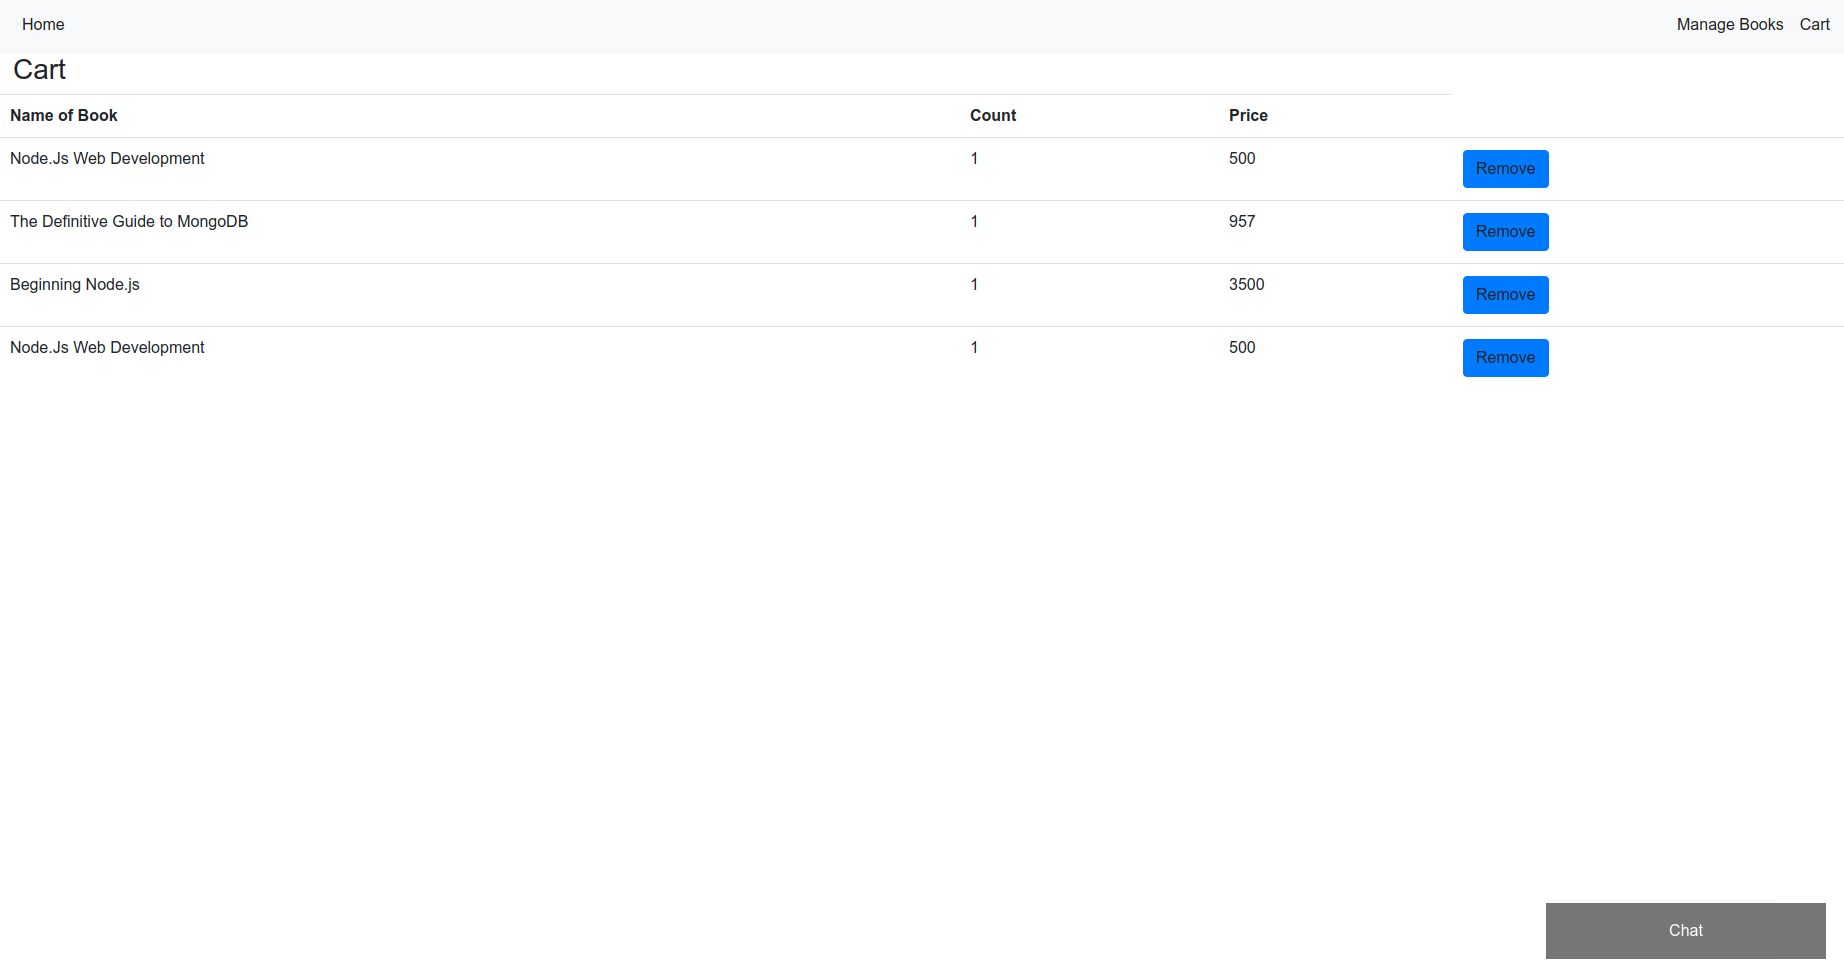 Home Manage Books Cart
Cart
Name of Book Count Price
Node.Js Web Development 1 500 Remove
The Definitive Guide to MongoDB 1 957 Remove
Beginning Node.js 1 3500 Remove
Node.Js Web Development 1 500 Remove
Chat